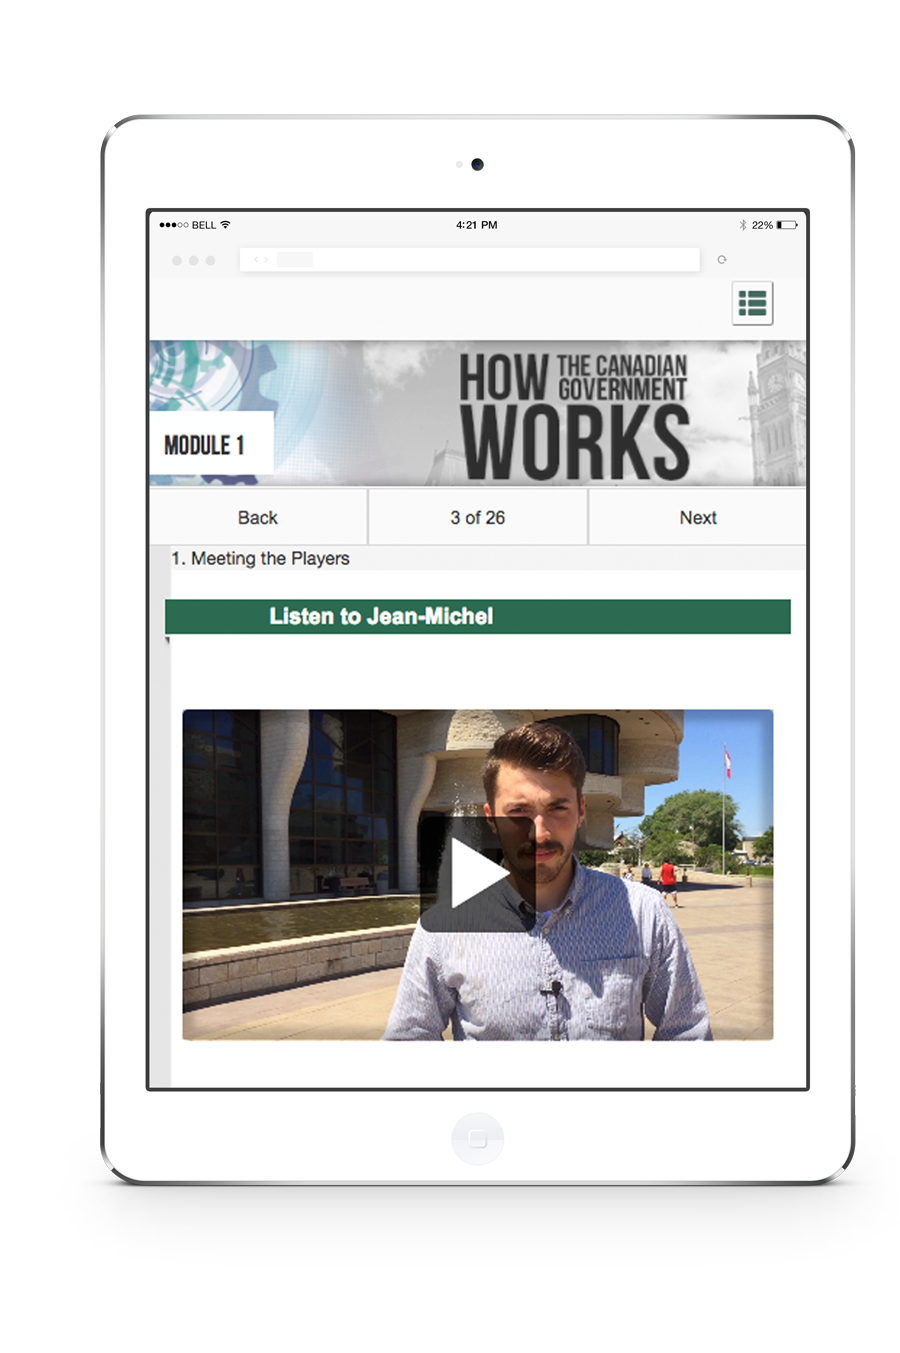 BELL
4:21 PM
22%
HOW THE CANADIAN GOVERNMENT
WORKS
MODULE 1
Back
3 of 26
Next
1. Meeting the Players
Listen to Jean-Michel